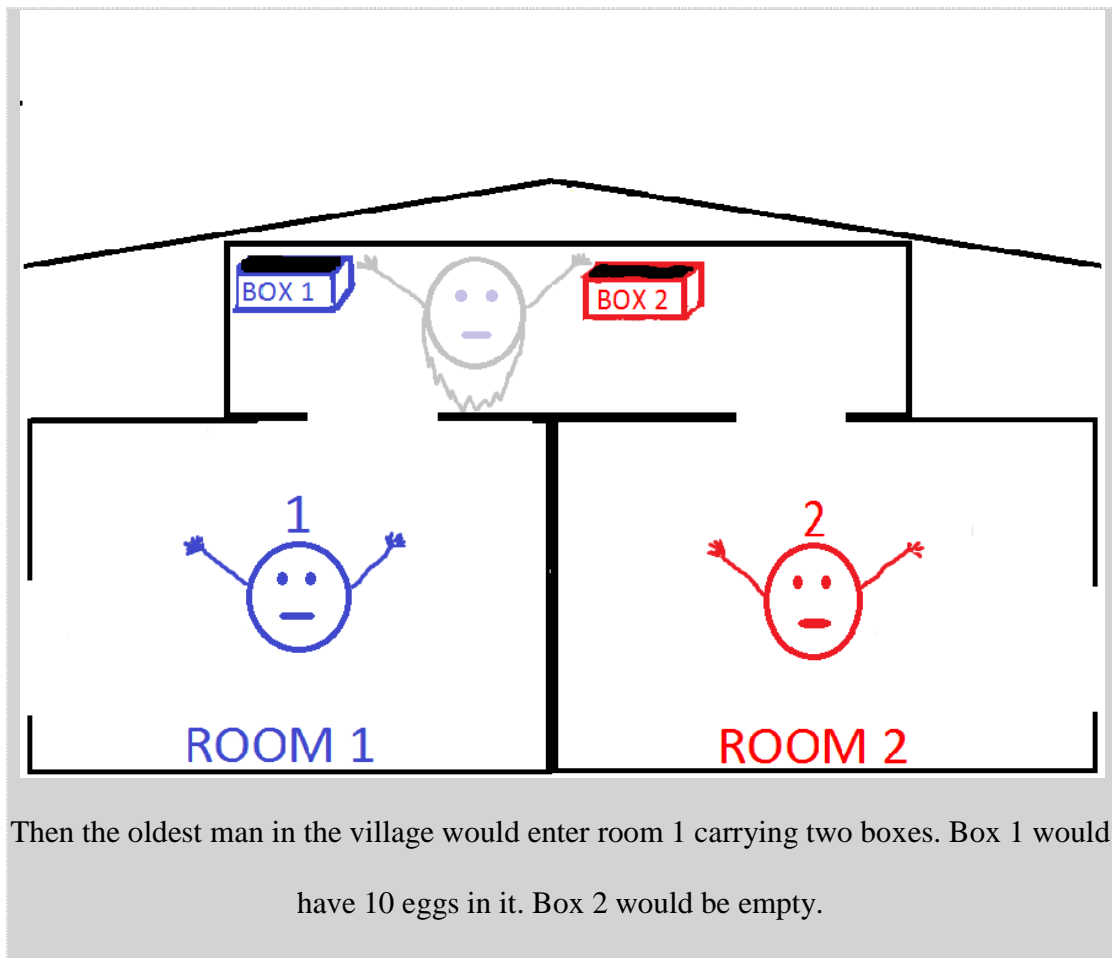 BOX 1
BOX 2
1
2
ROOM 1
ROOM 2
Then the oldest man in the village would enter room 1 carrying two boxes. Box 1 would
have 10 eggs in it. Box 2 would be empty.